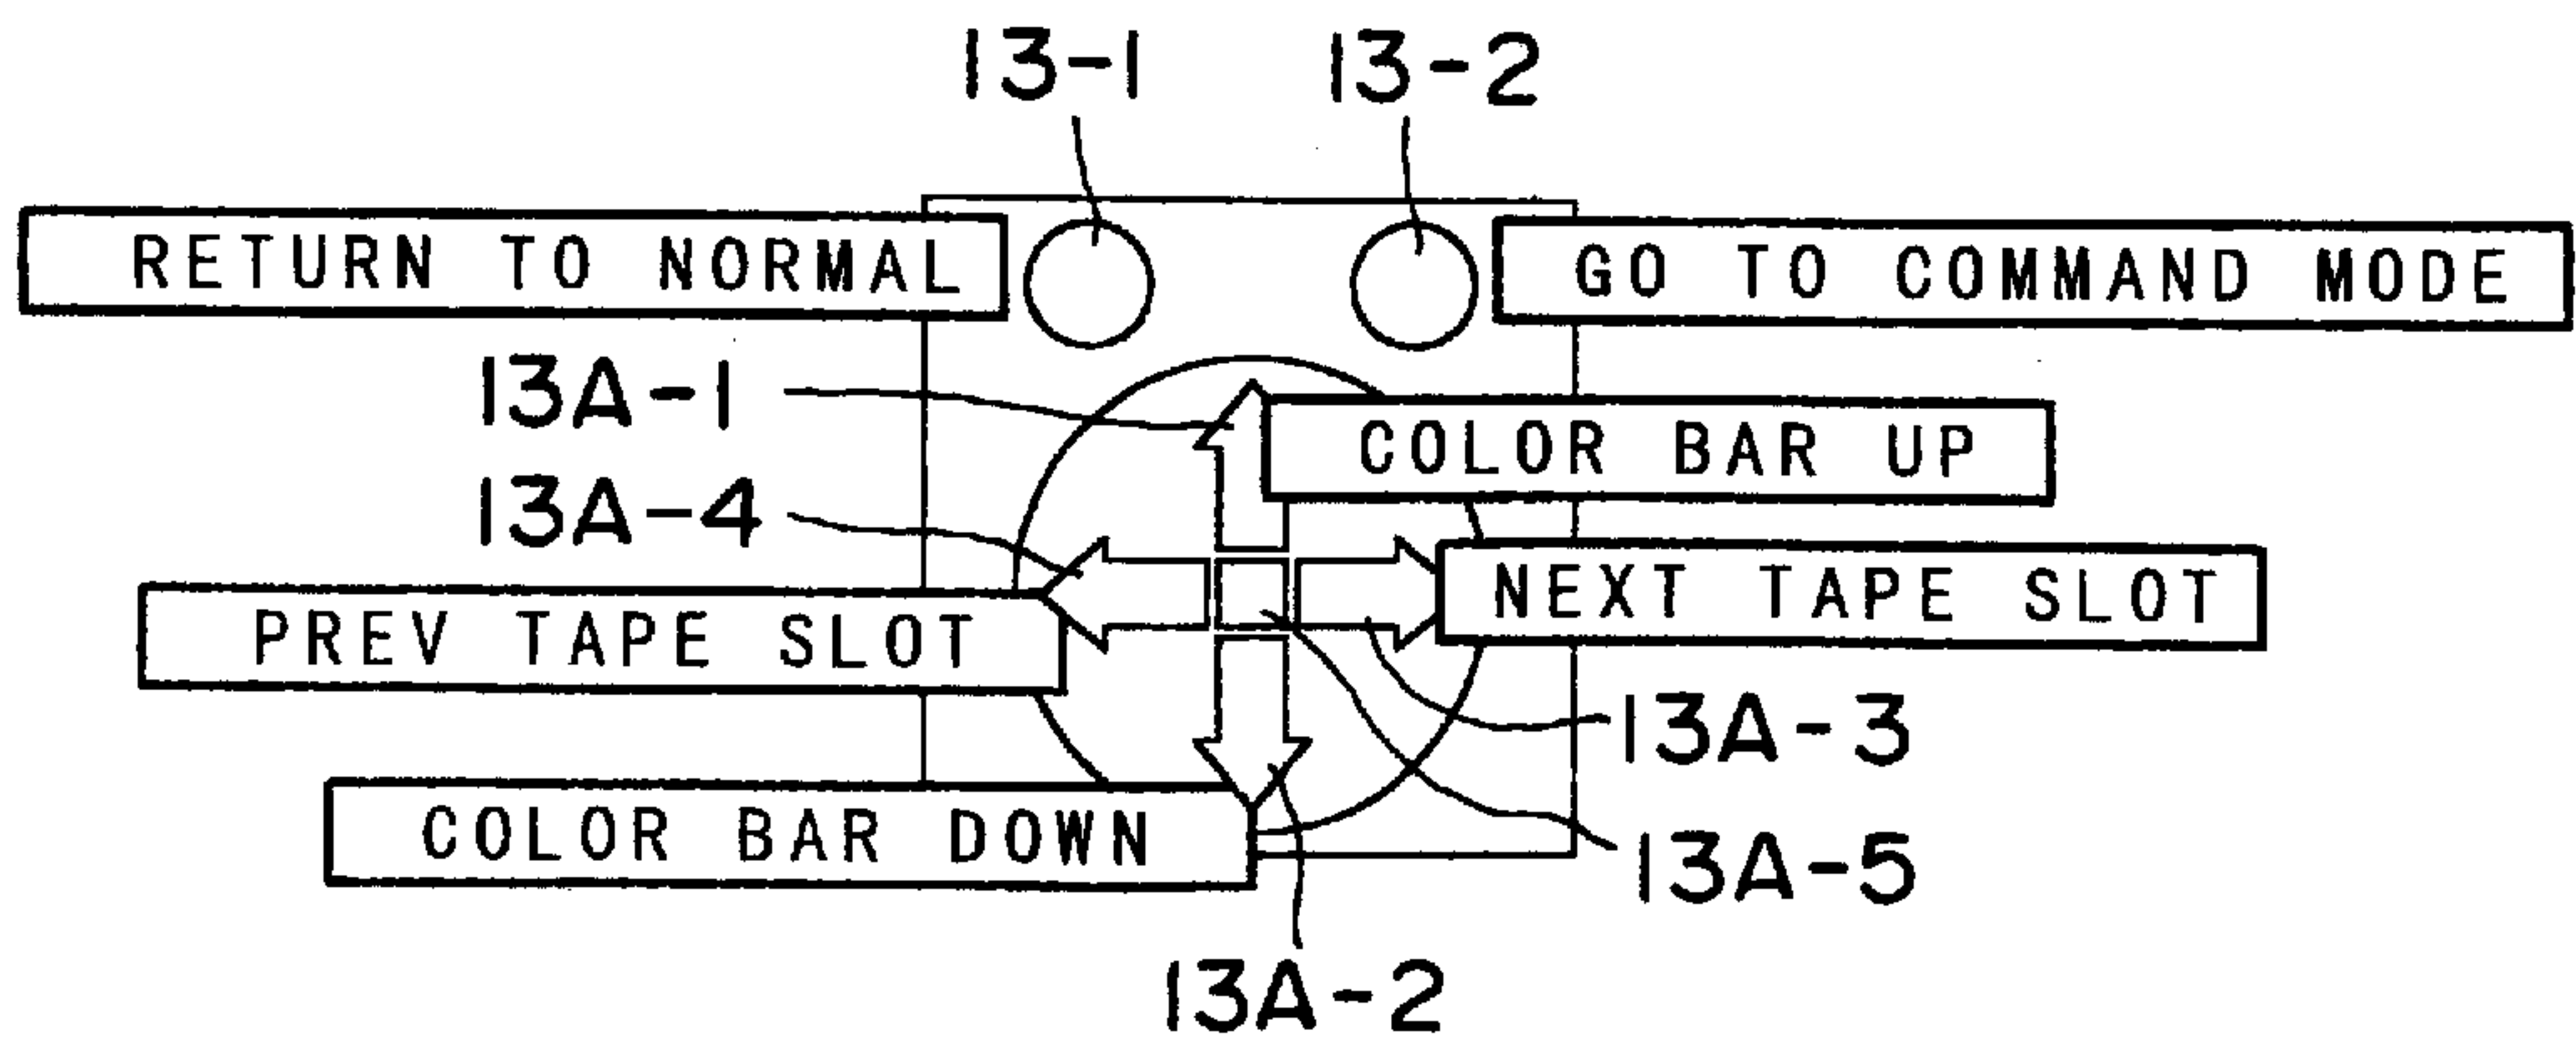 13-1 13-2
RETURN TO NORMAL
GO TO COMMAND MODE
13A-1
COLOR BAR UP
13A-4
NEXT TAPE SLOT
PREV TAPE SLOT
13A-3
COLOR BAR DOWN
13A-5
13A-2